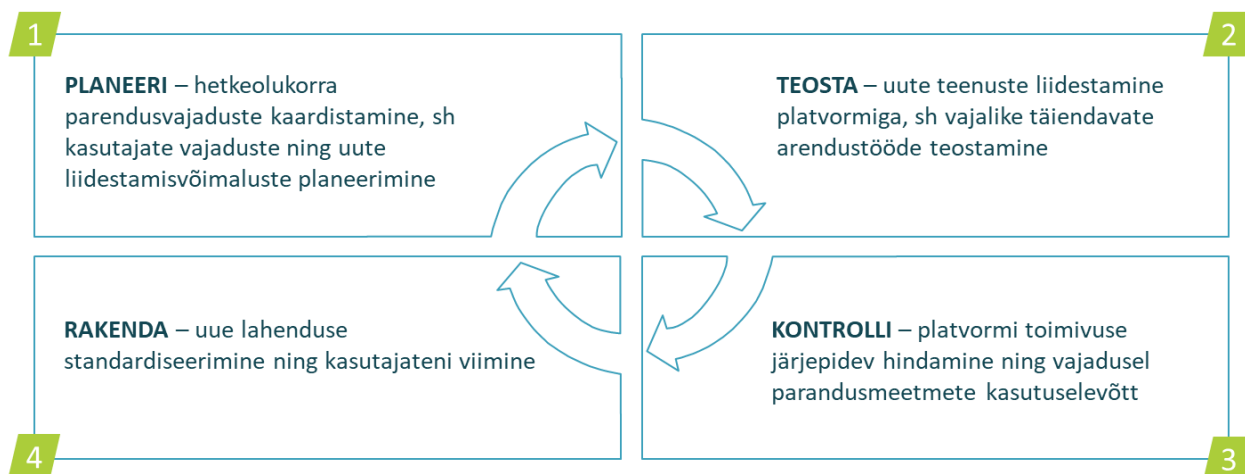 1
PLANEERI – hetkeolukorra
parendusvajaduste kaardistamine, sh
kasutajate vajaduste ning uute
liidestamisvõimaluste planeerimine
2
TEOSTA – uute teenuste liidestamine
platvormiga, sh vajalike täiendavate
arendustööde teostamine
3
KONTROLLI – platvormi toimivuse
järjepidev hindamine ning vajadusel
parandusmeetmete kasutuselevõtt
4
RAKENDA – uue lahenduse
standardiseerimine ning kasutajateni viimine